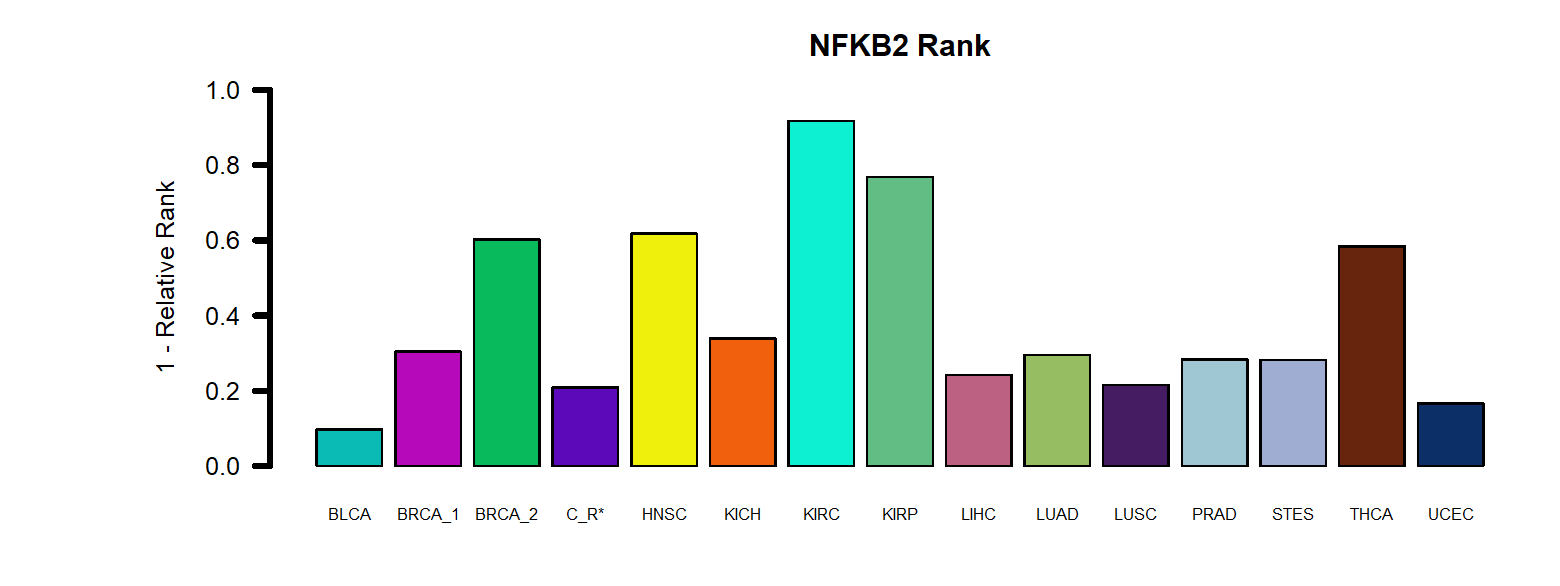 NFKB2 Rank
1 - Relative Rank
1.0
0.8
0.6
0.4
0.2
0.0
BLCA BRCA_1 BRCA_2 C_R* HNSC KICH KIRC KIRP LIHC LUAD LUSC PRAD STES THCA UCEC